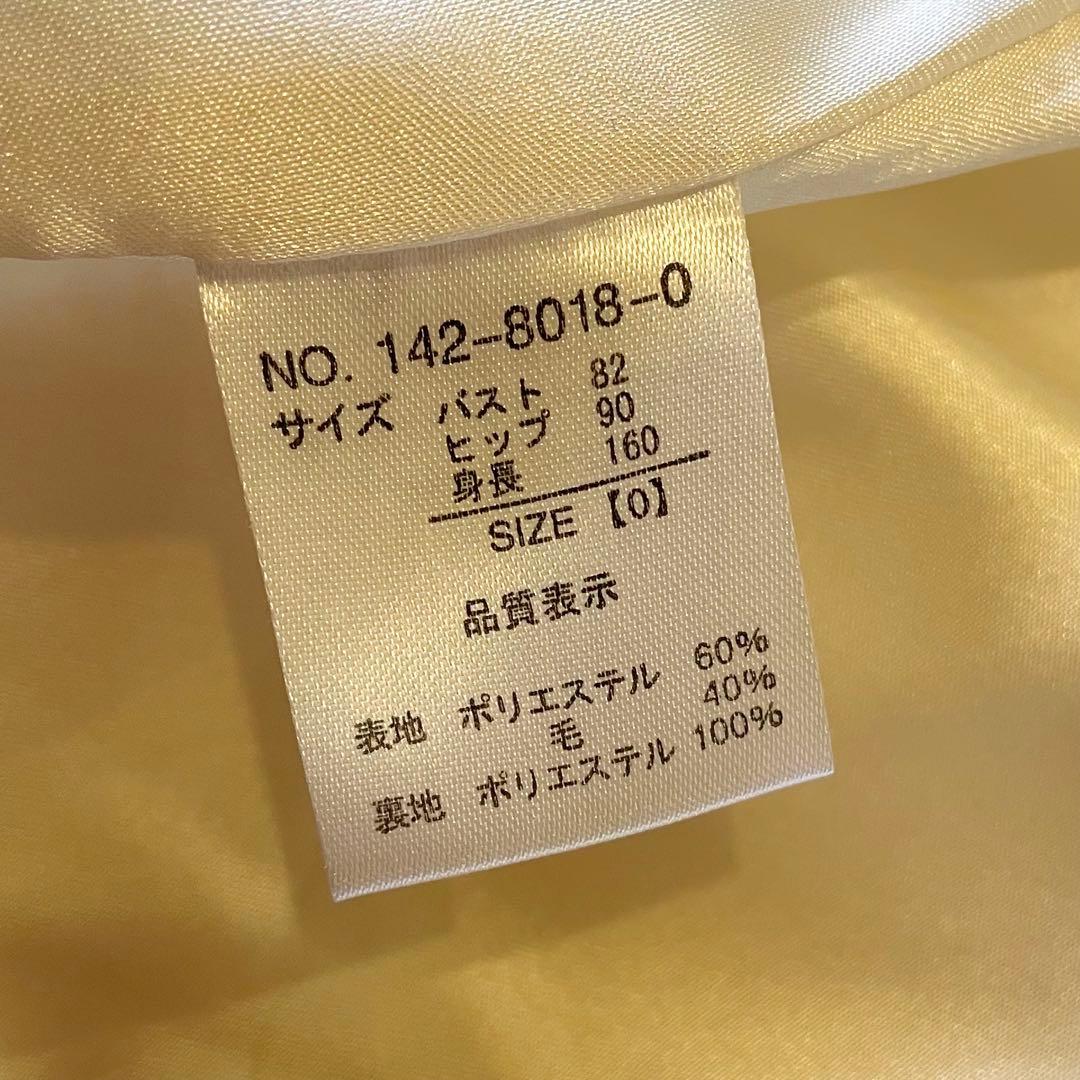 NO. 142-8018-0
サイズ バスト 82
ヒップ 90
身長 160
SIZE 【0】
品質表示
表地 ポリエステル 60%
毛 40%
裏地 ポリエステル 100%